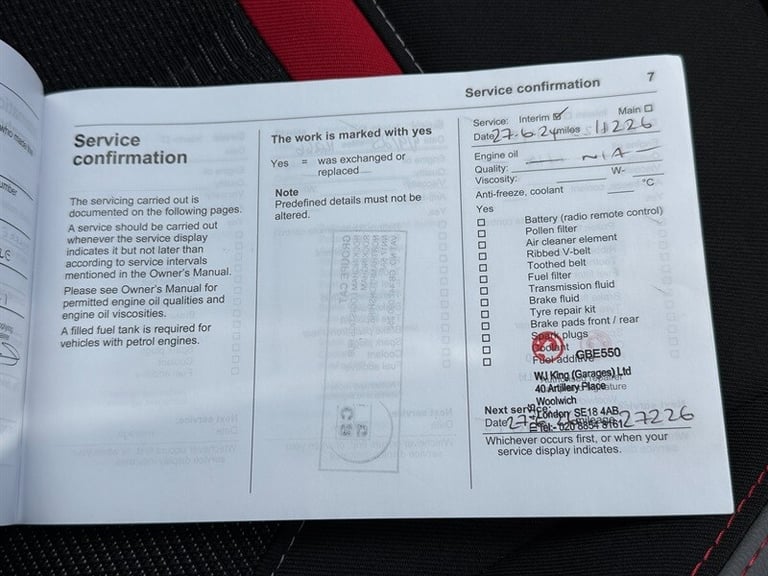 Service confirmation 7
Service
confirmation
The servicing carried out is
documented on the following pages.
A service should be carried out
whenever the service display
indicates it but not later than
according to service intervals
mentioned in the Owner's Manual.
Please see Owner's Manual for
permitted engine oil qualities and
engine oil viscosities.
A filled fuel tank is required for
vehicles with petrol engines.
The work is marked with yes
Yes = was exchanged or
replaced
Note
Predefined details must not be
altered.
Service: Interim ☑ Main ☐
Date 27.6.24 miles 11226
Engine oil
Quality: N/A
Viscosity: W-
Anti-freeze, coolant °C
Yes
☐ Battery (radio remote control)
☐ Pollen filter
☐ Air cleaner element
☐ Ribbed V-belt
☐ Toothed belt
☐ Fuel filter
☐ Transmission fluid
☐ Brake fluid
☐ Tyre repair kit
☐ Brake pads front / rear
☐ Spark plugs
☐ Coolant
☐ Fuel additive
GBE550
W.J King (Garages) Ltd
40 Artillery Place
Woolwich
London SE18 4AB
Tel:- 020 8854 8161
Next service:
Date 27 27226
Whichever occurs first, or when your
service display indicates.